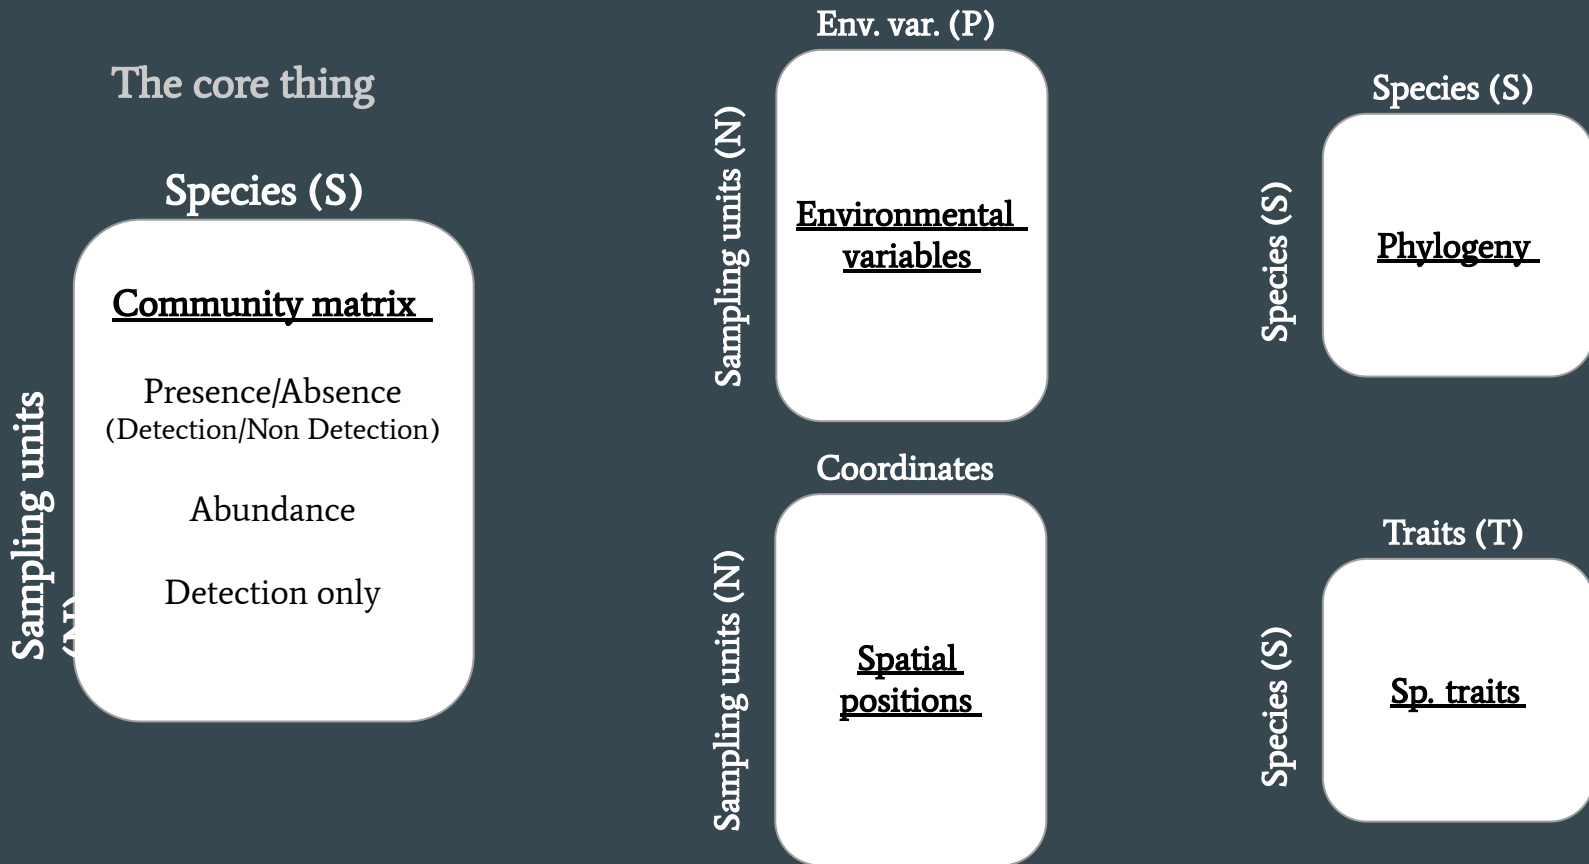 The core thing
Species (S)
Sampling units
(N)
Community matrix
Presence/Absence
(Detection/Non Detection)
Abundance
Detection only
Env. var. (P)
Sampling units (N)
Environmental
variables
Coordinates
Sampling units (N)
Spatial
positions
Species (S)
Species (S)
Phylogeny
Traits (T)
Species (S)
Sp. traits